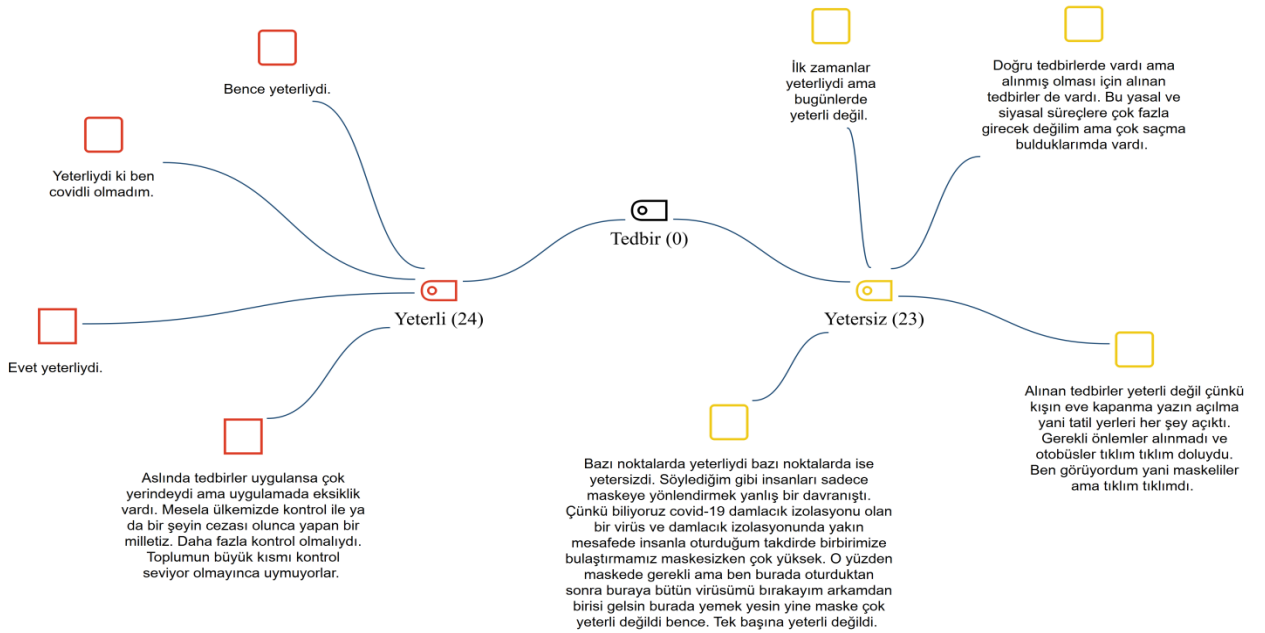 Bence yeterliydi.
Yeterliydi ki ben
covidli olmadım.
Evet yeterliydi.
Aslında tedbirler uygulansa çok
yerindeydi ama uygulamada eksiklik
vardı. Mesela ülkemizde kontrol ile ya
da bir şeyin cezası olunca yapan bir
milletiz. Daha fazla kontrol olmalıydı.
Toplumun büyük kısmı kontrol
seviyor olmayınca uymuyorlar.
Yeterli (24)
Tedbir (0)
Yetersiz (23)
İlk zamanlar
yeterliydi ama
bugünlerde
yeterli değil.
Doğru tedbirlerde vardı ama
alınmış olması için alınan
tedbirler de vardı. Bu yasal ve
siyasal süreçlere çok fazla
girecek değilim ama çok saçma
bulduklarımda vardı.
Alınan tedbirler yeterli değil çünkü
kışın eve kapanma yazın açılma
yani tatil yerleri her şey açıktı.
Gerekli önlemler alınmadı ve
otobüsler tıklım tıklım doluydu.
Ben görüyordum yani maskeliler
ama tıklım tıklımdı.
Bazı noktalarda yeterliydi bazı noktalarda ise
yetersizdi. Söylediğim gibi insanları sadece
maskeye yönlendirmek yanlış bir davranıştı.
Çünkü biliyoruz covid-19 damlacık izolasyonu olan
bir virüs ve damlacık izolasyonunda yakın
mesafede insanla oturduğum takdirde birbirimize
bulaştırmamız maskesizken çok yüksek. O yüzden
maskede gerekli ama ben burada oturduktan
sonra buraya bütün virüsümü bırakayım arkamdan
birisi gelsin burada yemek yesin yine maske çok
yeterli değildi bence. Tek başına yeterli değildi.